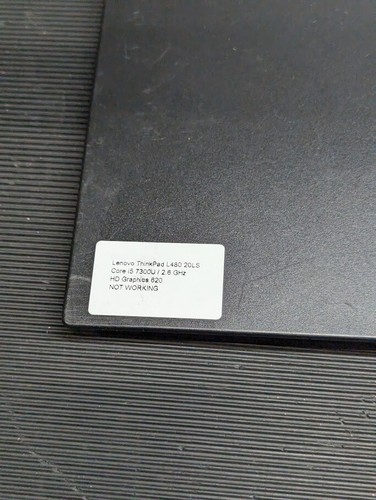 Lenovo ThinkPad L480 20LS
Core i5 7300U / 2.6 GHz
HD Graphics 620
NOT WORKING